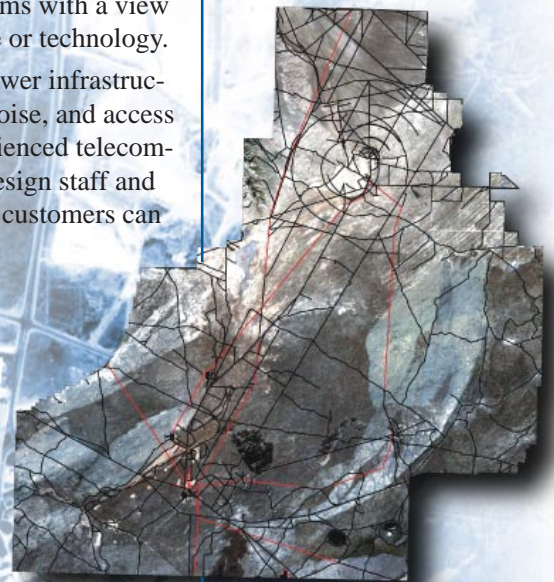 ms with a view
or technology.
wer infrastruc-
oise, and access
ienced telecom-
esign staff and
customers can